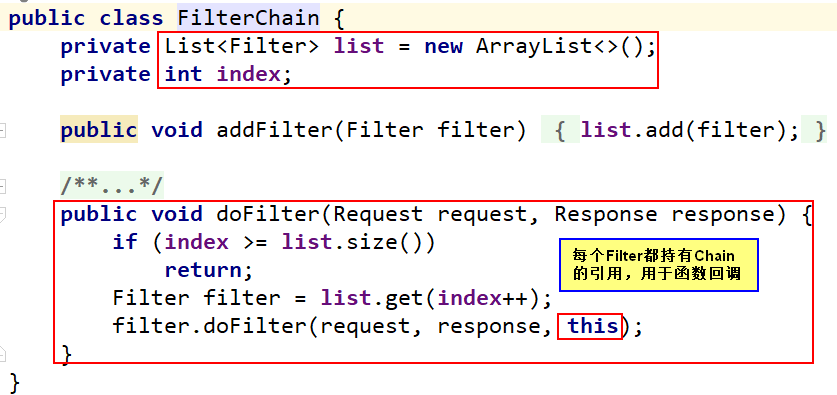 public class FilterChain {
private List<Filter> list = new ArrayList<>();
private int index;
public void addFilter(Filter filter) { list.add(filter); }
/**...*/
public void doFilter(Request request, Response response) {
if (index >= list.size())
return;
Filter filter = list.get(index++);
filter.doFilter(request, response, this);
}
}
每个Filter都持有Chain
的引用，用于函数回调